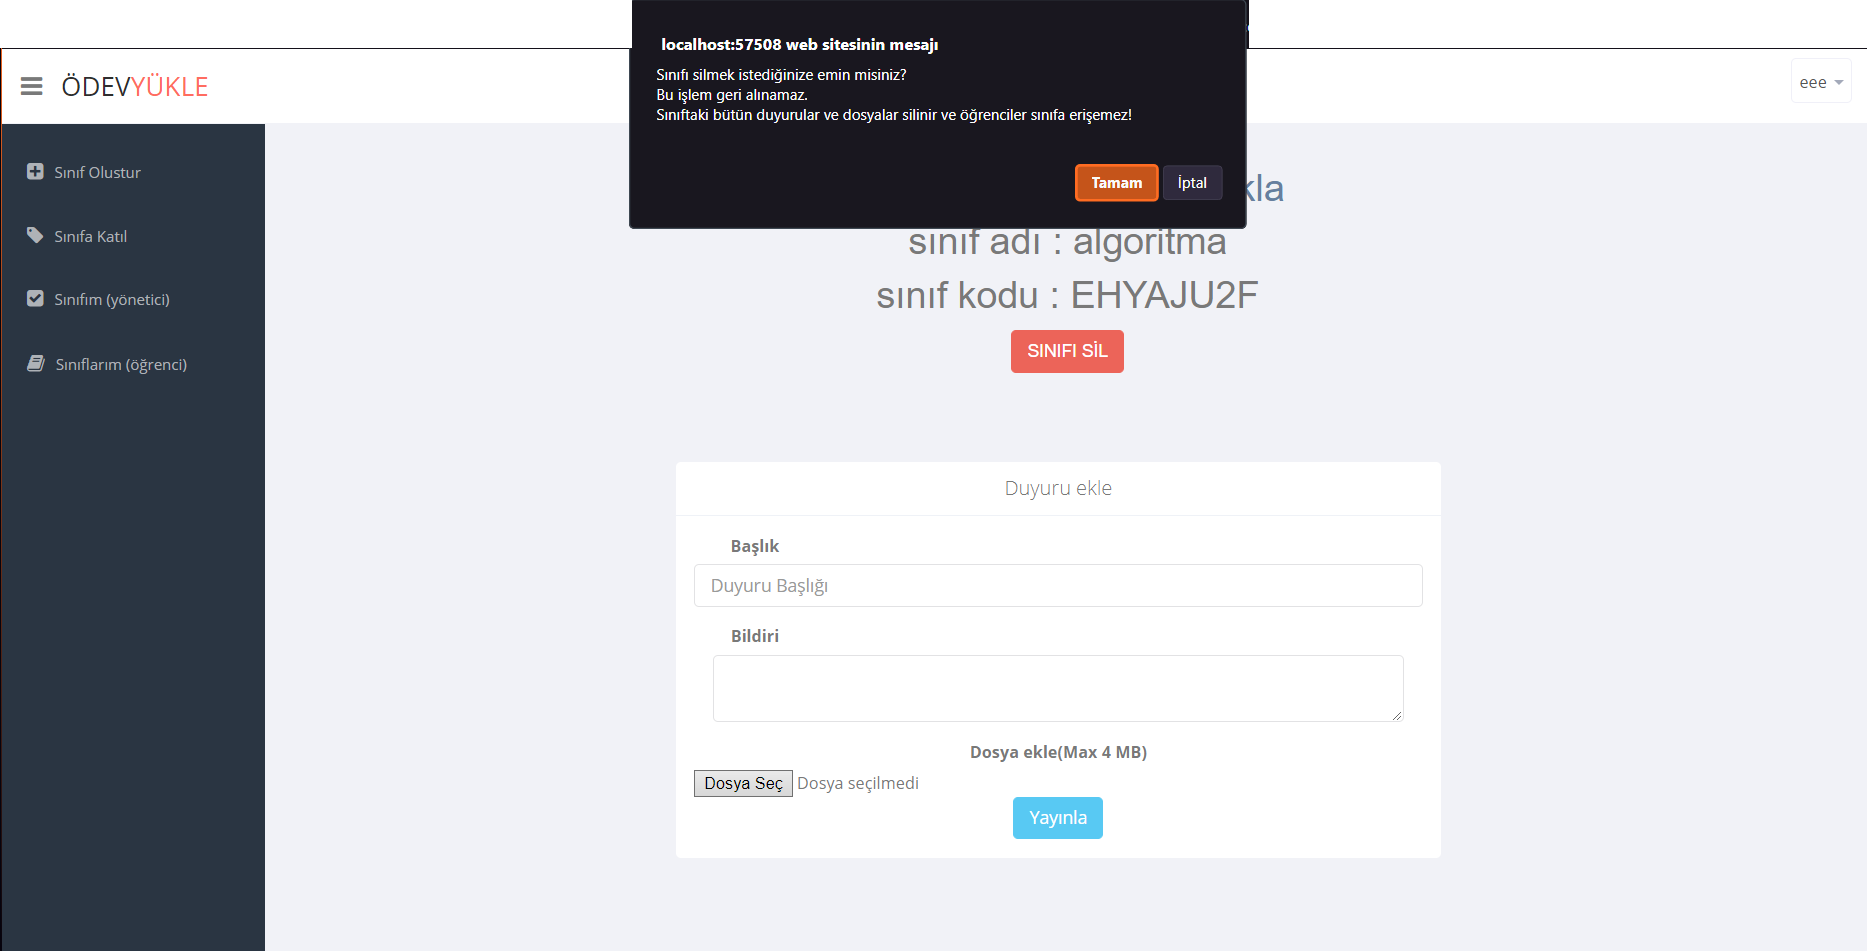 localhost:57508 web sitesinin mesajı
Sınıfı silmek istediğinize emin misiniz?
Bu işlem geri alınamaz.
Sınıftaki bütün duyurular ve dosyalar silinir ve öğrenciler sınıfa erişemez!
Tamam İptal
ÖDEVYÜKLE
eee
Sınıf Olustur
Sınıfa Katıl
Sınıfım (yönetici)
Sınıflarım (öğrenci)
sınıf adı : algoritma
sınıf kodu : EHYAJU2F
SINIFI SİL
Duyuru ekle
Başlık
Duyuru Başlığı
Bildiri
Dosya ekle(Max 4 MB)
Dosya Seç Dosya seçilmedi
Yayınla